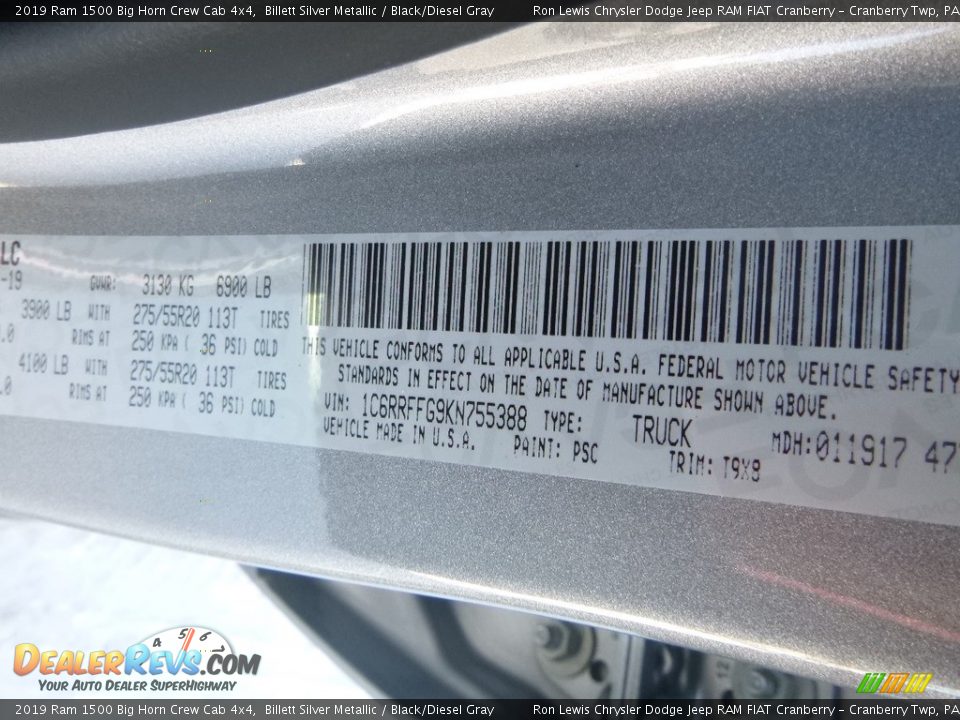 2019 Ram 1500 Big Horn Crew Cab 4x4, Billett Silver Metallic / Black/Diesel Gray Ron Lewis Chrysler Dodge Jeep RAM FIAT Cranberry – Cranberry Twp, PA
LC
-19 GVWR: 3130 KG 6900 LB
3900 LB WITH 275/55R20 113T TIRES
.0 RIMS AT 250 KPA ( 36 PSI) COLD
4100 LB WITH 275/55R20 113T TIRES
.0 RIMS AT 250 KPA ( 36 PSI) COLD
THIS VEHICLE CONFORMS TO ALL APPLICABLE U.S.A. FEDERAL MOTOR VEHICLE SAFETY
STANDARDS IN EFFECT ON THE DATE OF MANUFACTURE SHOWN ABOVE.
VIN: 1C6RRFFG9KN755388 TYPE: TRUCK MDH:011917 47
VEHICLE MADE IN U.S.A. PAINT: PSC TRIM: T9X8
4 5 6
DEALERREVS.COM
YOUR AUTO DEALER SUPERHIGHWAY
2019 Ram 1500 Big Horn Crew Cab 4x4, Billett Silver Metallic / Black/Diesel Gray Ron Lewis Chrysler Dodge Jeep RAM FIAT Cranberry – Cranberry Twp, PA